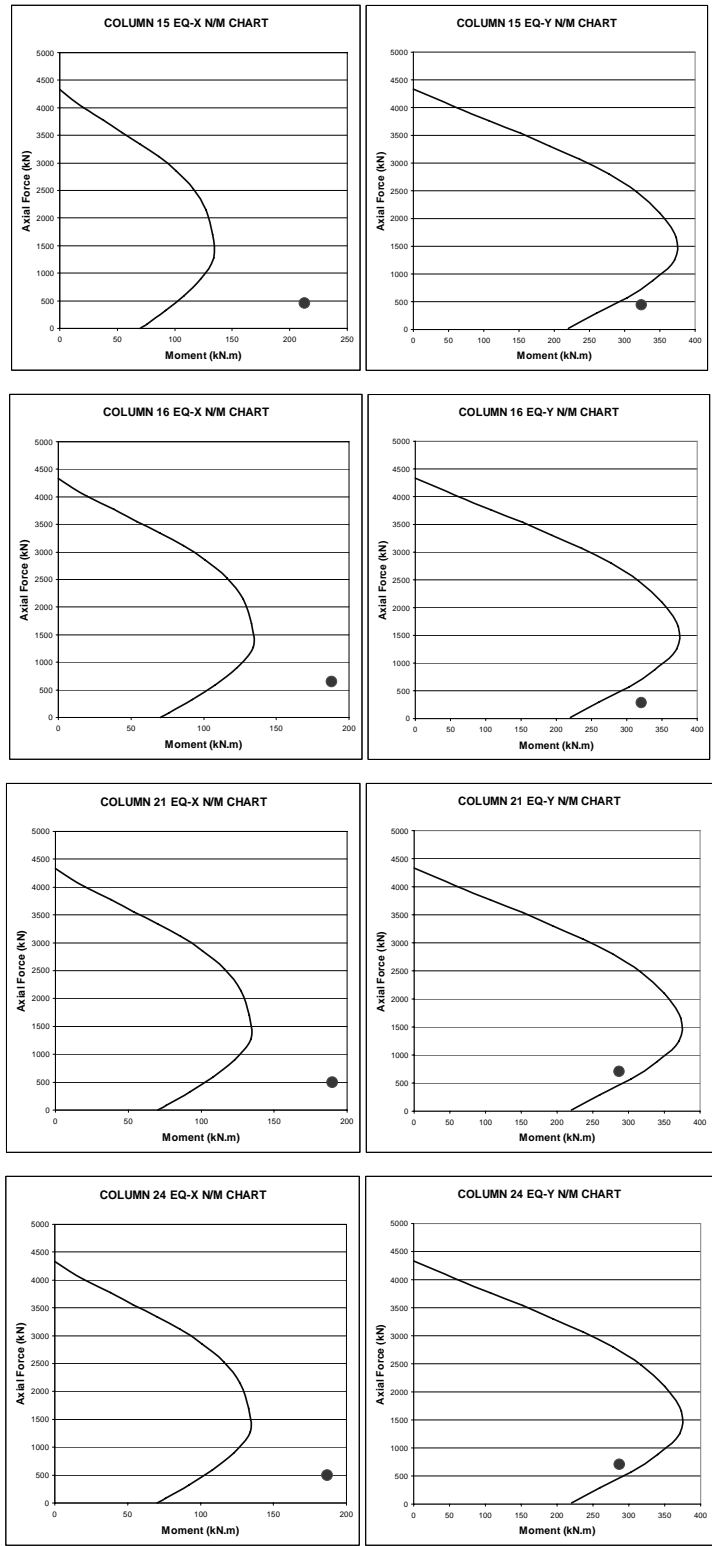 COLUMN 15 EQ-X N/M CHART
5000
4500
4000
3500
3000
2500
2000
1500
1000
500
0
Axial Force (kN)
0 50 100 150 200 250
Moment (kN.m)
COLUMN 15 EQ-Y N/M CHART
5000
4500
4000
3500
3000
2500
2000
1500
1000
500
0
Axial Force (kN)
0 50 100 150 200 250 300 350 400
Moment (kN.m)
COLUMN 16 EQ-X N/M CHART
5000
4500
4000
3500
3000
2500
2000
1500
1000
500
0
Axial Force (kN)
0 50 100 150 200
Moment (kN.m)
COLUMN 16 EQ-Y N/M CHART
5000
4500
4000
3500
3000
2500
2000
1500
1000
500
0
Axial Force (kN)
0 50 100 150 200 250 300 350 400
Moment (kN.m)
COLUMN 21 EQ-X N/M CHART
5000
4500
4000
3500
3000
2500
2000
1500
1000
500
0
Axial Force (kN)
0 50 100 150 200
Moment (kN.m)
COLUMN 21 EQ-Y N/M CHART
5000
4500
4000
3500
3000
2500
2000
1500
1000
500
0
Axial Force (kN)
0 50 100 150 200 250 300 350 400
Moment (kN.m)
COLUMN 24 EQ-X N/M CHART
5000
4500
4000
3500
3000
2500
2000
1500
1000
500
0
Axial Force (kN)
0 50 100 150 200
Moment (kN.m)
COLUMN 24 EQ-Y N/M CHART
5000
4500
4000
3500
3000
2500
2000
1500
1000
500
0
Axial Force (kN)
0 50 100 150 200 250 300 350 400
Moment (kN.m)